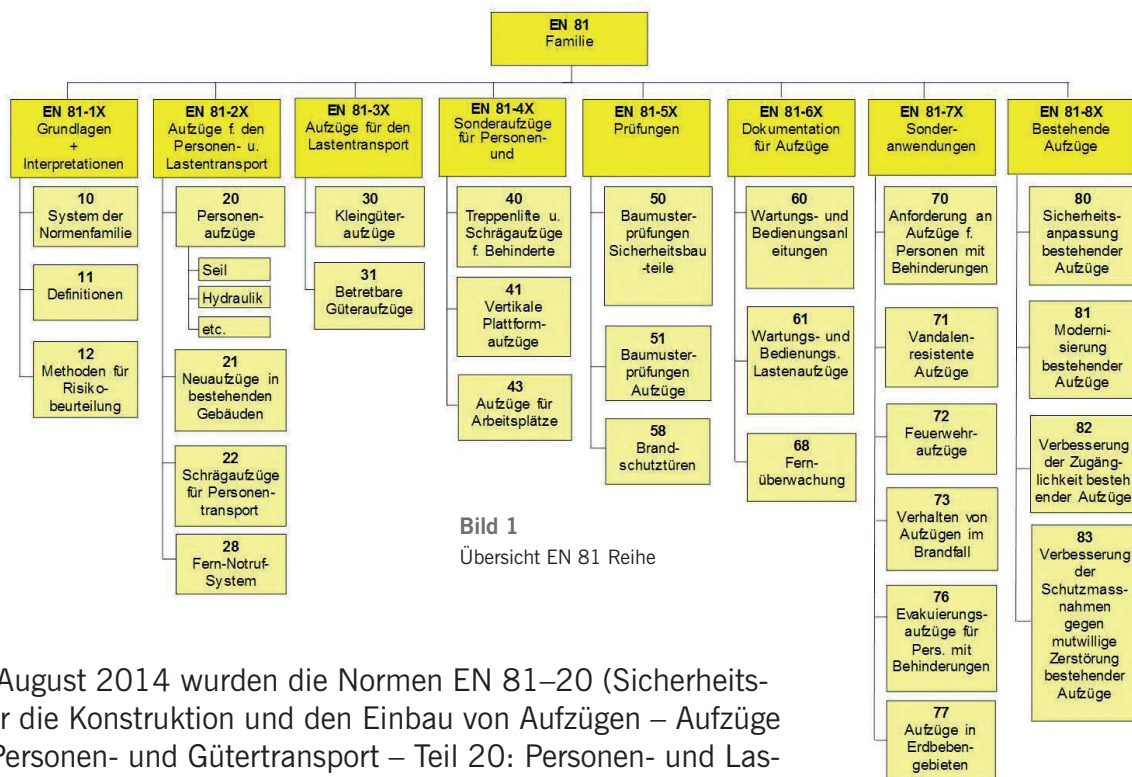 EN 81
Familie
EN 81-1X
Grundlagen
+
Interpretationen
10
System der
Normenfamilie
11
Definitionen
12
Methoden für
Risiko-
beurteilung
EN 81-2X
Aufzüge f. den
Personen- u.
Lastentransport
20
Personen-
aufzüge
Seil
Hydraulik
etc.
21
Neuaufzüge in
bestehenden
Gebäuden
22
Schrägaufzüge
für Personen-
transport
28
Fern-Notruf-
System
EN 81-3X
Aufzüge für den
Lastentransport
30
Kleingüter-
aufzüge
31
Betretbare
Güteraufzüge
EN 81-4X
Sonderaufzüge
für Personen-
und
40
Treppenlifte u.
Schrägaufzüge
f. Behinderte
41
Vertikale
Plattform-
aufzüge
43
Aufzüge für
Arbeitsplätze
EN 81-5X
Prüfungen
50
Baumuster-
prüfungen
Sicherheitsbau
-teile
51
Baumuster-
prüfungen
Aufzüge
58
Brand-
schutztüren
EN 81-6X
Dokumentation
für Aufzüge
60
Wartungs- und
Bedienungsanl
eitungen
61
Wartungs- und
Bedienungs.
Lastenaufzüge
68
Fern-
überwachung
EN 81-7X
Sonder-
anwendungen
70
Anforderung an
Aufzüge f.
Personen mit
Behinderungen
71
Vandalen-
resistente
Aufzüge
72
Feuerwehr-
aufzüge
73
Verhalten von
Aufzügen im
Brandfall
76
Evakuierungs-
aufzüge für
Pers. mit
Behinderungen
77
Aufzüge in
Erdbeben-
gebieten
EN 81-8X
Bestehende
Aufzüge
80
Sicherheits-
anpassung
bestehender
Aufzüge
81
Moderni-
sierung
bestehender
Aufzüge
82
Verbesserung
der Zugäng-
lichkeit besteh
ender Aufzüge
83
Verbesserung
der
Schutzmass-
nahmen
gegen
mutwillige
Zerstörung
bestehender
Aufzüge
Bild 1
Übersicht EN 81 Reihe
August 2014 wurden die Normen EN 81–20 (Sicherheits-
r die Konstruktion und den Einbau von Aufzügen – Aufzüge
Personen- und Gütertransport – Teil 20: Personen- und Las-